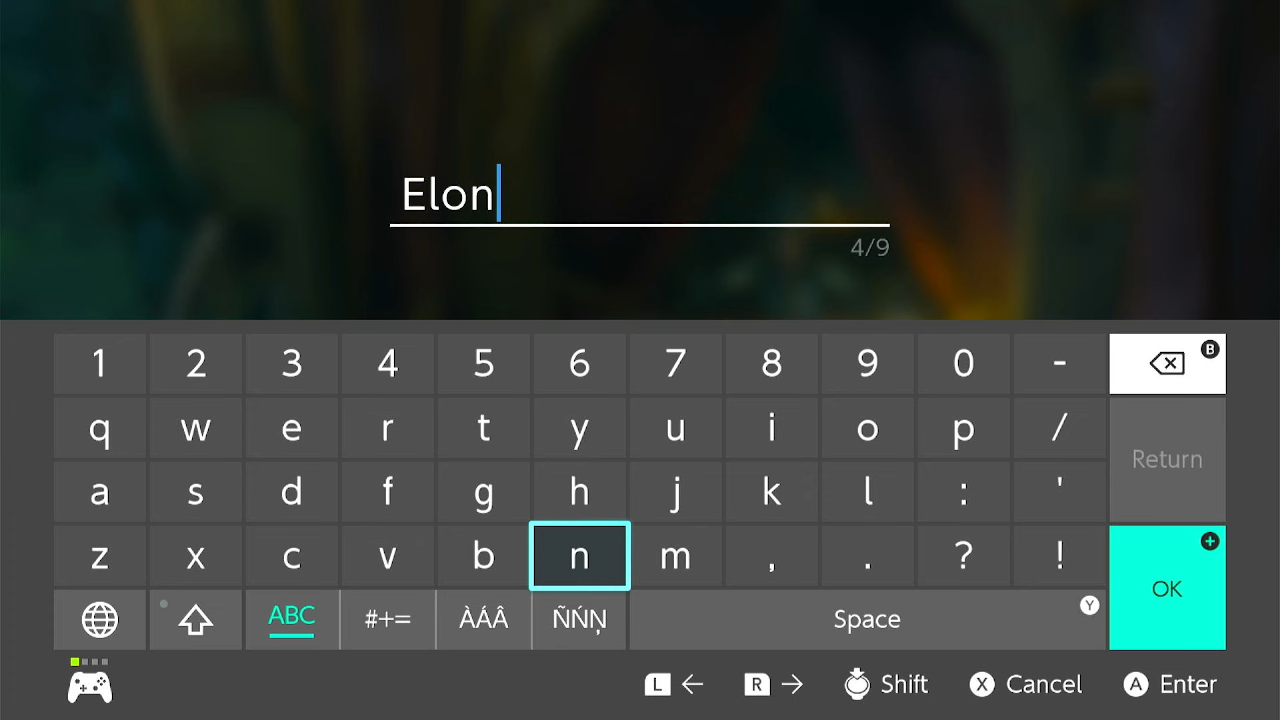 Elon
4/9
1 2 3 4 5 6 7 8 9 0 - B
q w e r t y u i o p /
Return
a s d f g h j k l : '
z x c v b n m , . ? ! +
OK
ABC #+= ÀÁÂ ÑŃŅ Space Y
L ← R → Shift X Cancel A Enter